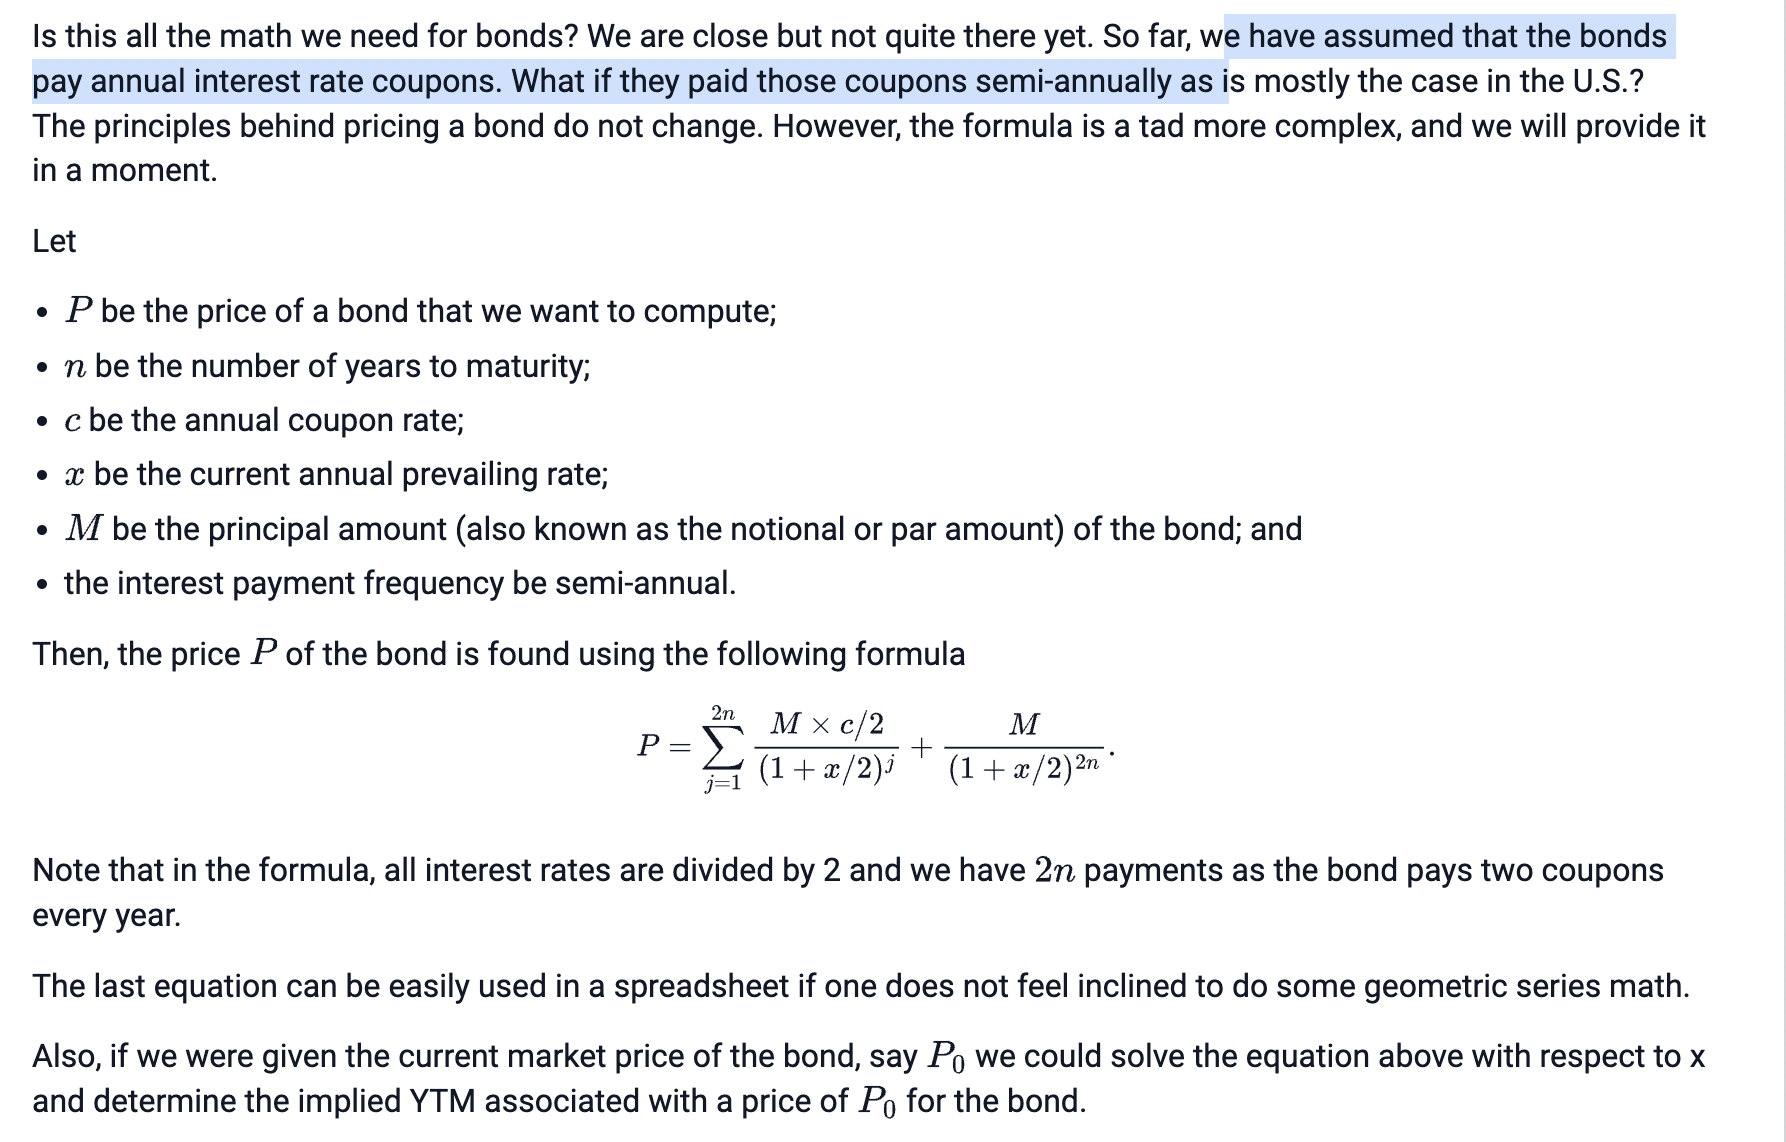 Is this all the math we need for bonds? We are close but not quite there yet. So far, we have assumed that the bonds
pay annual interest rate coupons. What if they paid those coupons semi-annually as is mostly the case in the U.S.?
The principles behind pricing a bond do not change. However, the formula is a tad more complex, and we will provide it
in a moment.
Let
• P be the price of a bond that we want to compute;
• n be the number of years to maturity;
• c be the annual coupon rate;
• x be the current annual prevailing rate;
• M be the principal amount (also known as the notional or par amount) of the bond; and
• the interest payment frequency be semi-annual.
Then, the price P of the bond is found using the following formula
P = \sum_{j=1}^{2n} \frac{M × c/2}{(1 + x/2)^j} + \frac{M}{(1 + x/2)^{2n}}.
Note that in the formula, all interest rates are divided by 2 and we have 2n payments as the bond pays two coupons
every year.
The last equation can be easily used in a spreadsheet if one does not feel inclined to do some geometric series math.
Also, if we were given the current market price of the bond, say P₀ we could solve the equation above with respect to x
and determine the implied YTM associated with a price of P₀ for the bond.